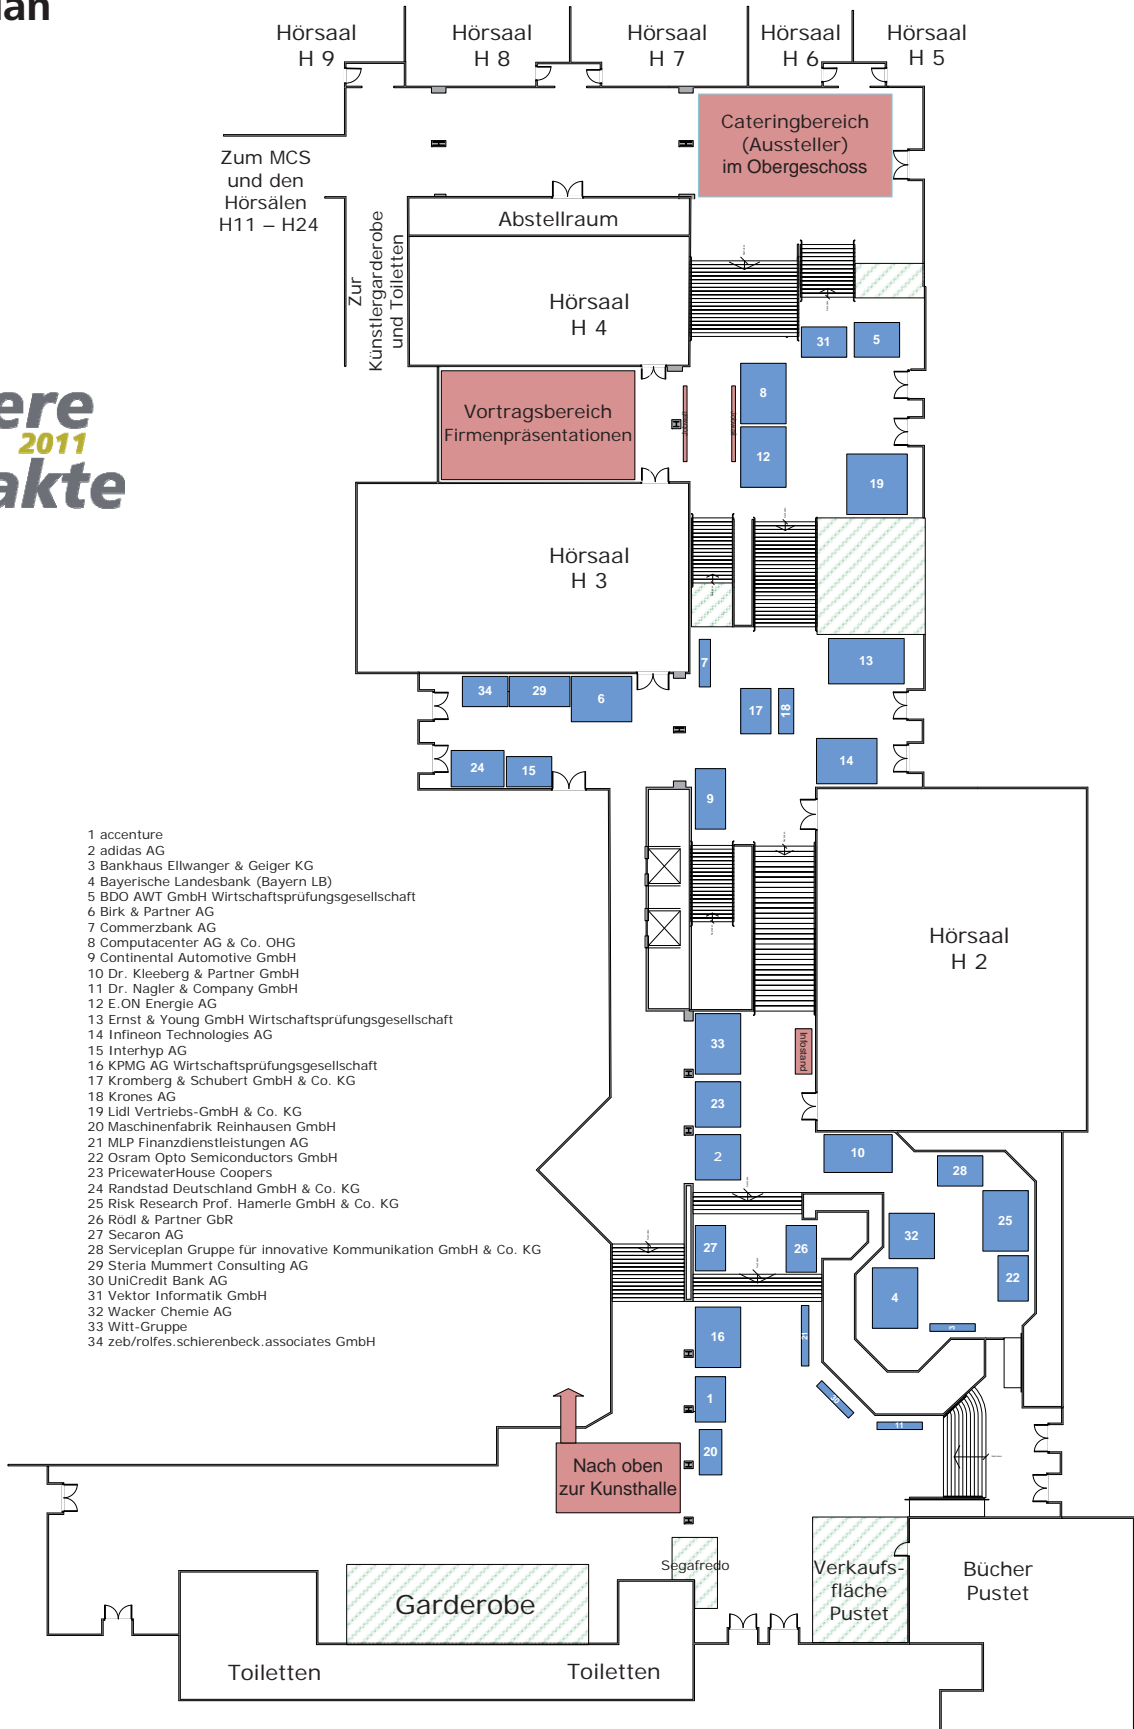 Hörsaal
H 9
Hörsaal
H 8
Hörsaal
H 7
Hörsaal
H 6
Hörsaal
H 5
Cateringbereich
(Aussteller)
im Obergeschoss
Zum MCS
und den
Hörsälen
H11 – H24
Abstellraum
Zur
Künstlergarderobe
und Toiletten
Hörsaal
H 4
31
5
8
Vortragsbereich
Firmenpräsentationen
2011
12
19
Hörsaal
H 3
7
13
34
29
6
17
18
24
15
14
9
1 accenture
2 adidas AG
3 Bankhaus Ellwanger & Geiger KG
4 Bayerische Landesbank (Bayern LB)
5 BDO AWT GmbH Wirtschaftsprüfungsgesellschaft
6 Birk & Partner AG
7 Commerzbank AG
8 Computacenter AG & Co. OHG
9 Continental Automotive GmbH
10 Dr. Kleeberg & Partner GmbH
11 Dr. Nagler & Company GmbH
12 E.ON Energie AG
13 Ernst & Young GmbH Wirtschaftsprüfungsgesellschaft
14 Infineon Technologies AG
15 Interhyp AG
16 KPMG AG Wirtschaftsprüfungsgesellschaft
17 Kromberg & Schubert GmbH & Co. KG
18 Krones AG
19 Lidl Vertriebs-GmbH & Co. KG
20 Maschinenfabrik Reinhausen GmbH
21 MLP Finanzdienstleistungen AG
22 Osram Opto Semiconductors GmbH
23 PricewaterHouse Coopers
24 Randstad Deutschland GmbH & Co. KG
25 Risk Research Prof. Hamerle GmbH & Co. KG
26 Rödl & Partner GbR
27 Secaron AG
28 Serviceplan Gruppe für innovative Kommunikation GmbH & Co. KG
29 Steria Mummert Consulting AG
30 UniCredit Bank AG
31 Vektor Informatik GmbH
32 Wacker Chemie AG
33 Witt-Gruppe
34 zeb/rolfes.schierenbeck.associates GmbH
Hörsaal
H 2
33
Infostand
23
2
10
28
25
32
27
26
22
4
3
16
21
1
30
11
20
Nach oben
zur Kunsthalle
Segafredo
Verkaufs-
fläche
Pustet
Bücher
Pustet
Garderobe
Toiletten
Toiletten